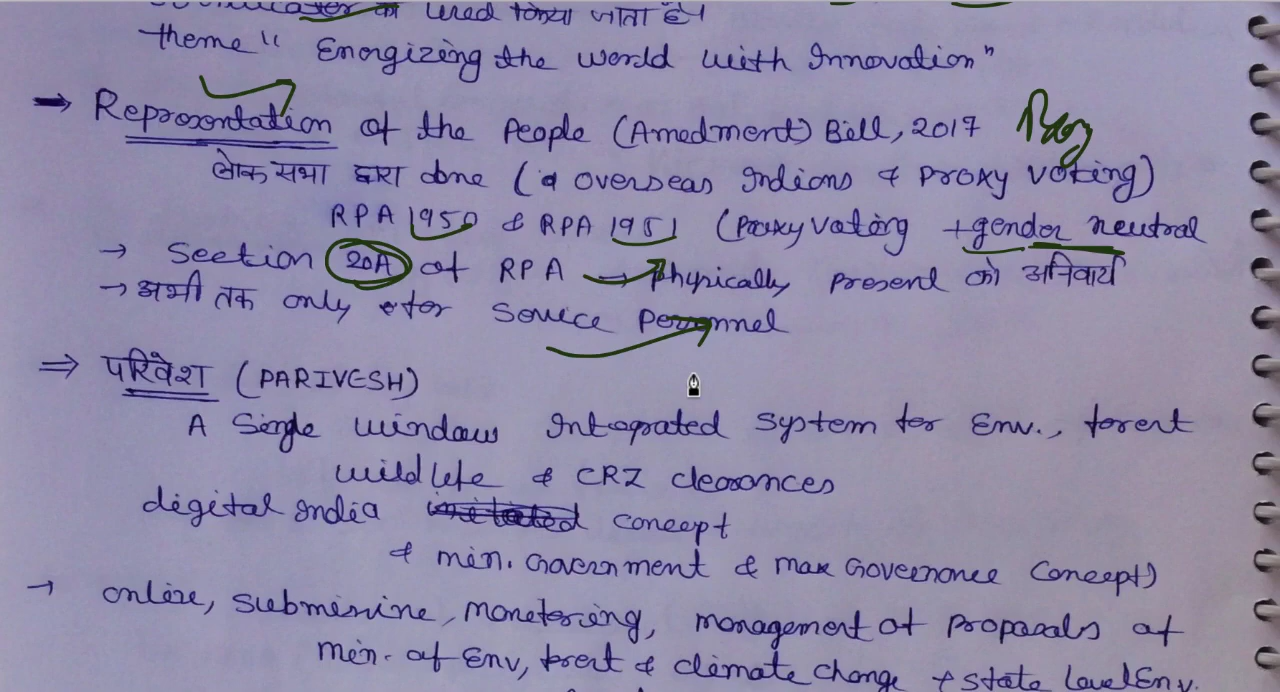 को used किया जाता है।
theme " Energizing the world with Innovation"
→ Representation of the People (Amedment) Bill, 2017
लोक सभा द्वारा done ( overseas Indians & Proxy voting)
RPA 1950 & RPA 1951 (Proxy voting + gender neutral
→ Section 20A of RPA → Physically present को अनिवार्य
→ अभी तक only for Service Personnel
⇒ परिवेश (PARIVESH)
A Single window Integrated System for Env., forest
wildlife & CRZ clearances
digital India concept
& min. Government & max Governance Concept)
→ online, submission, monitoring, management of proposals of
min. of Env, forest & climate change + state Level Env.